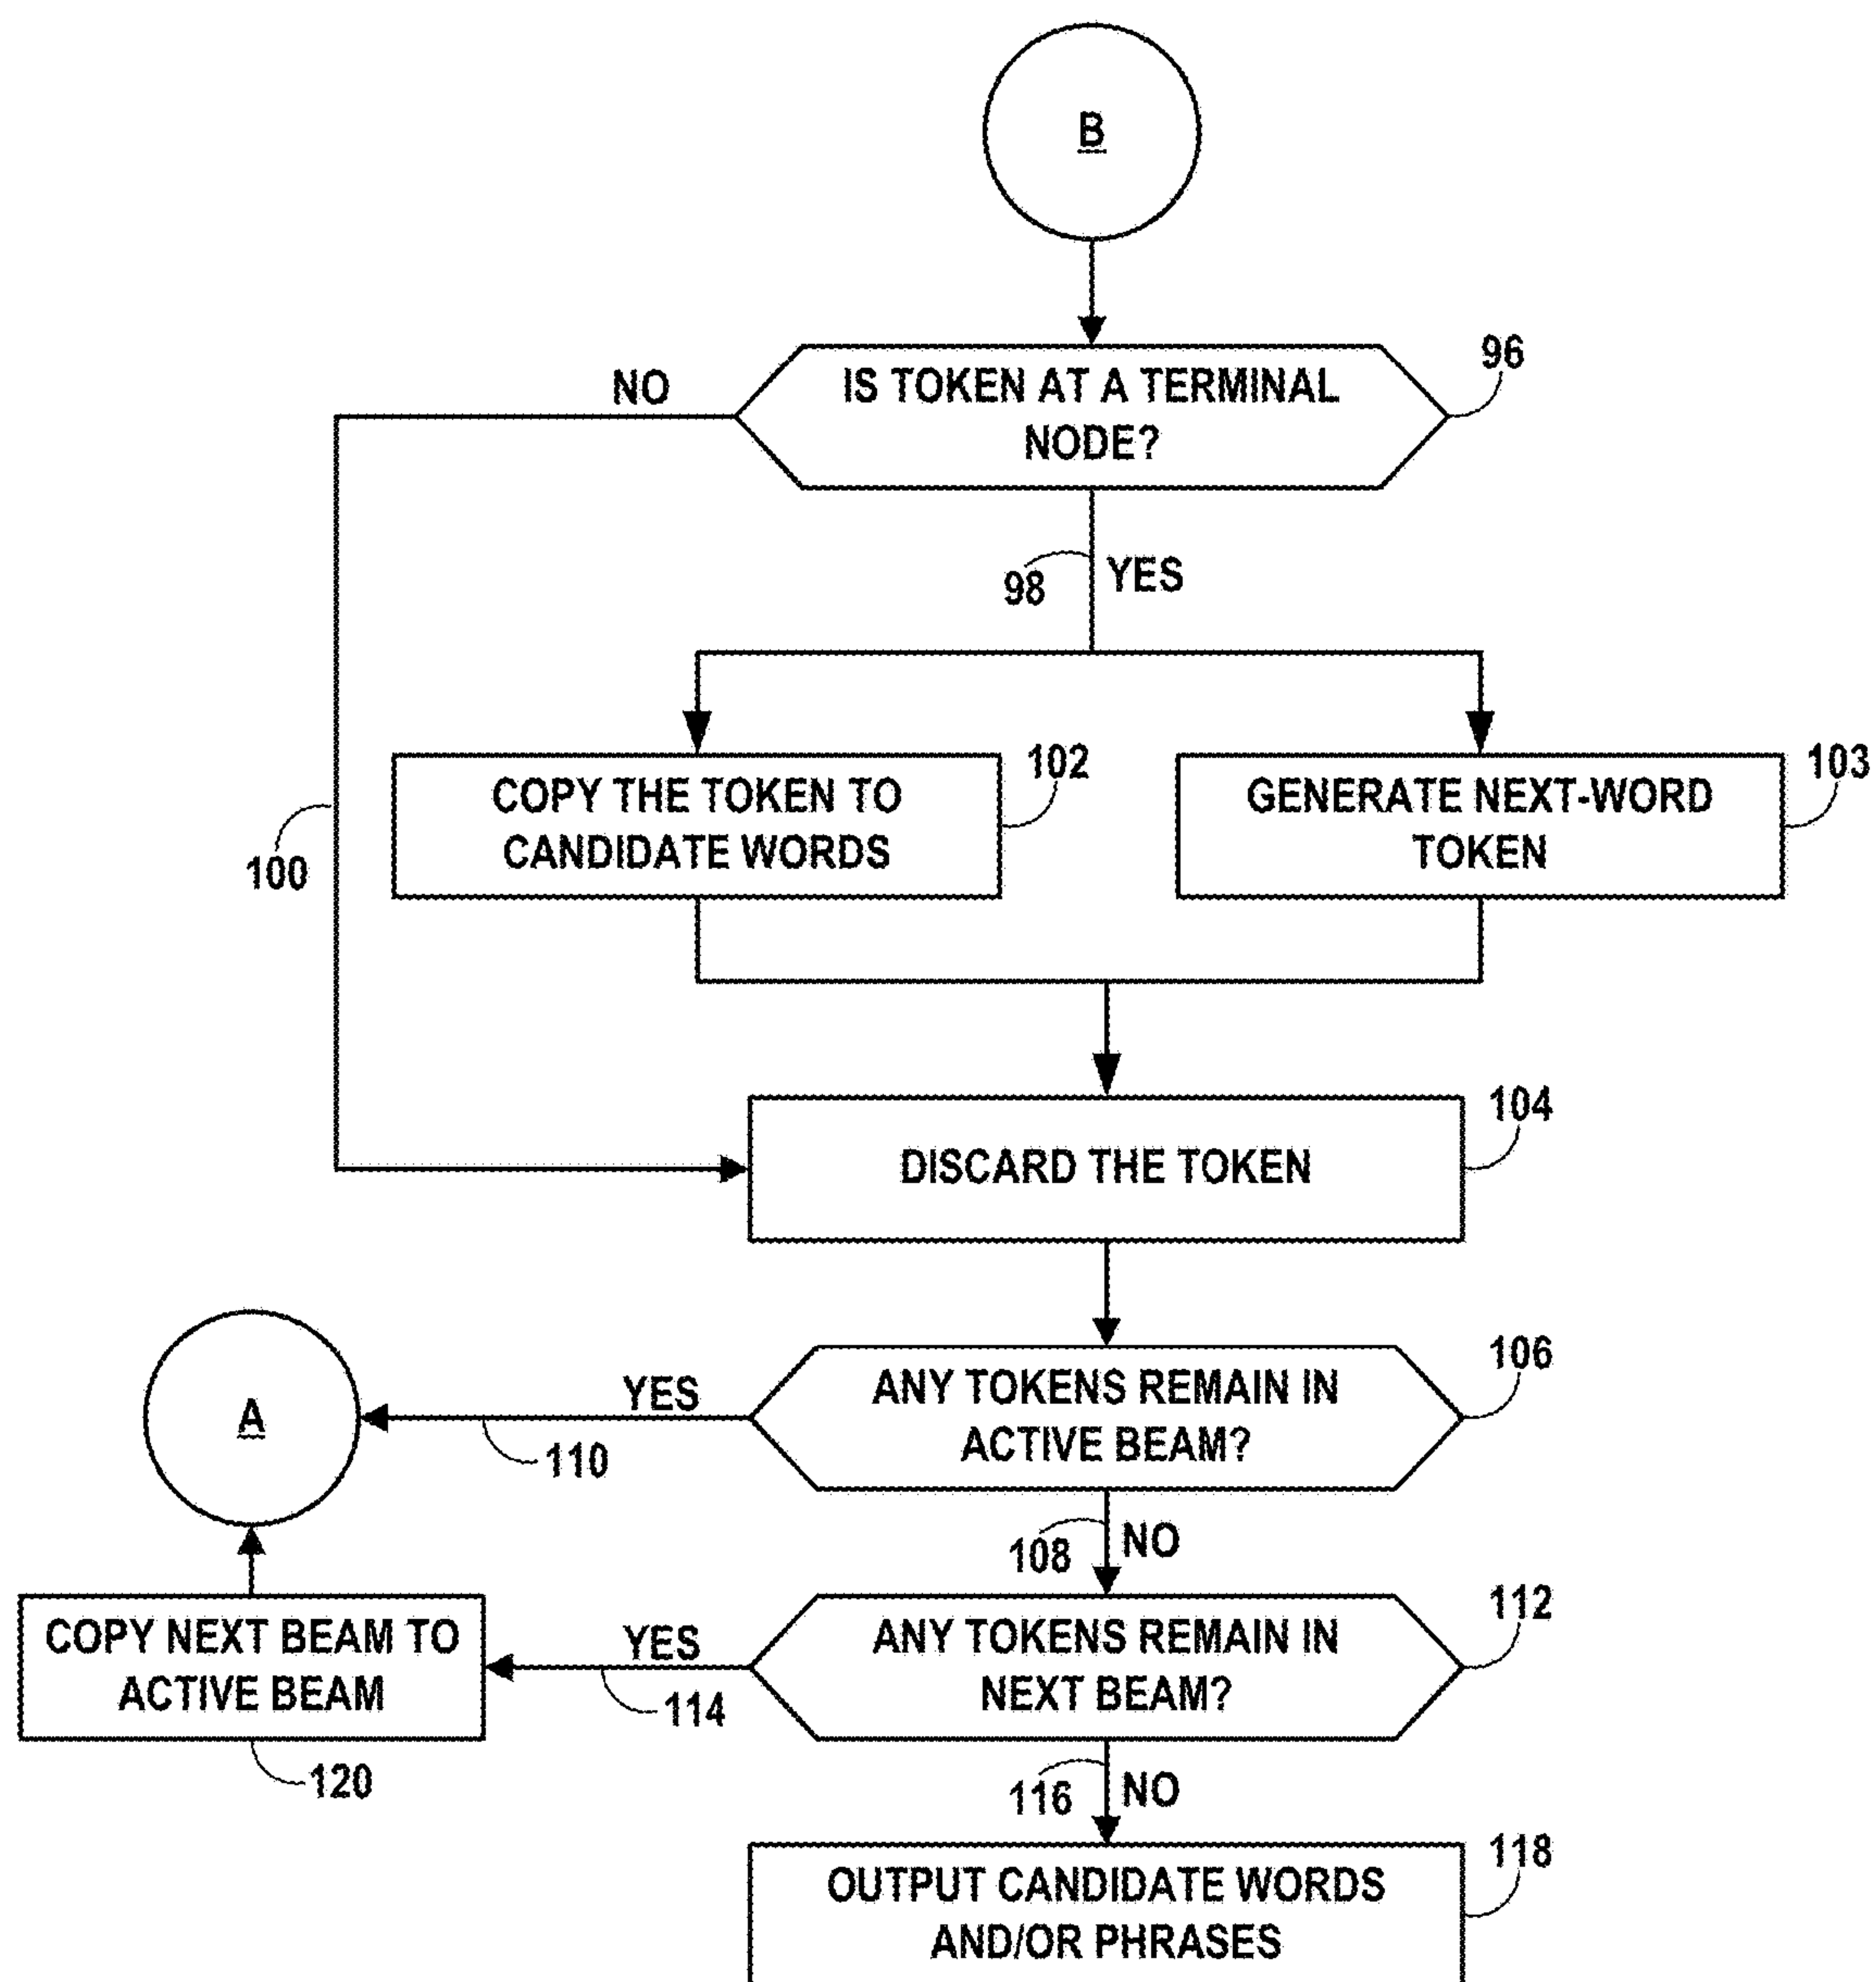 B
IS TOKEN AT A TERMINAL
NODE?
96
NO
98
YES
100
COPY THE TOKEN TO
CANDIDATE WORDS
102
GENERATE NEXT-WORD
TOKEN
103
DISCARD THE TOKEN
104
A
YES
110
ANY TOKENS REMAIN IN
ACTIVE BEAM?
106
108
NO
COPY NEXT BEAM TO
ACTIVE BEAM
120
YES
114
ANY TOKENS REMAIN IN
NEXT BEAM?
112
116
NO
OUTPUT CANDIDATE WORDS
AND/OR PHRASES
118